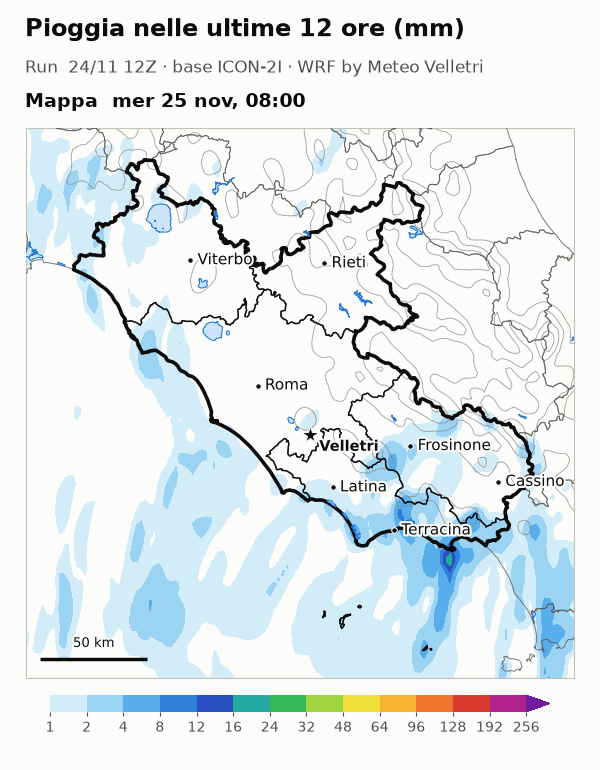 Pioggia nelle ultime 12 ore (mm)
Run  24/11 12Z · base ICON-2I · WRF by Meteo Velletri
Mappa  mer 25 nov, 08:00
Viterbo
Rieti
Roma
Velletri
Frosinone
Cassino
Latina
Terracina
50 km
1 2 4 8 12 16 24 32 48 64 96 128 192 256